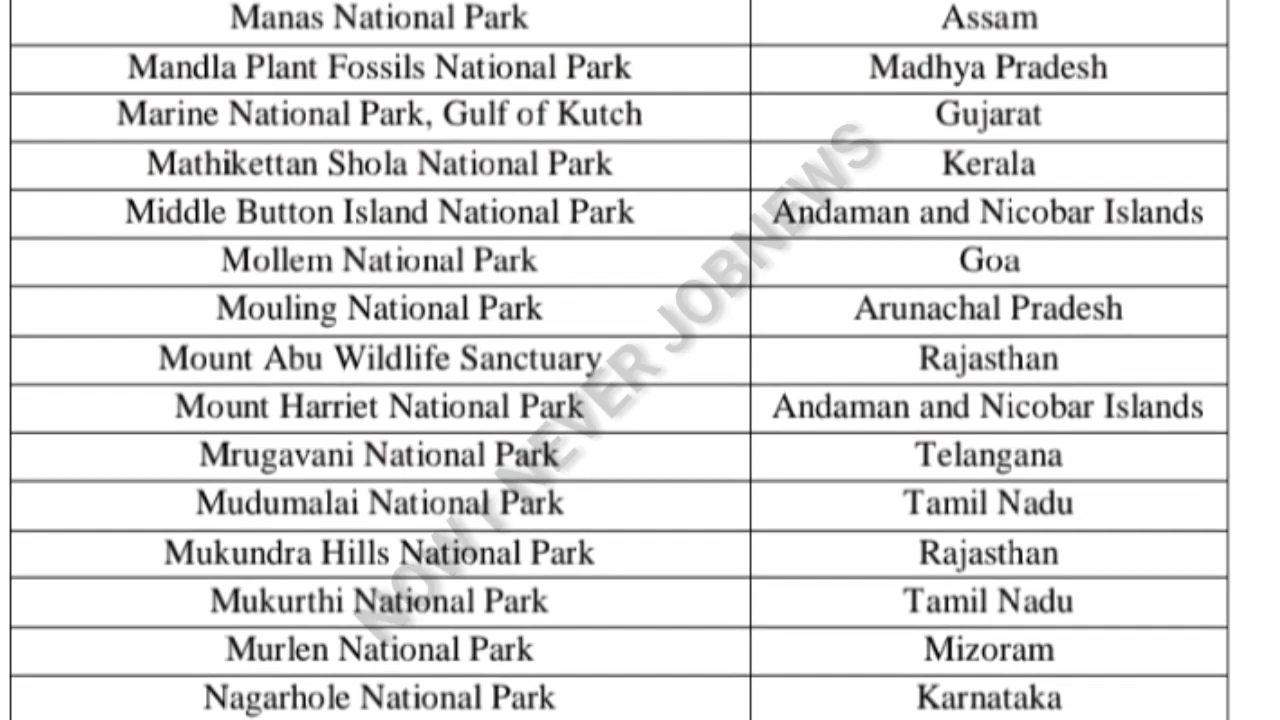 Manas National Park Assam
Mandla Plant Fossils National Park Madhya Pradesh
Marine National Park, Gulf of Kutch Gujarat
Mathikettan Shola National Park Kerala
Middle Button Island National Park Andaman and Nicobar Islands
Mollem National Park Goa
Mouling National Park Arunachal Pradesh
Mount Abu Wildlife Sanctuary Rajasthan
Mount Harriet National Park Andaman and Nicobar Islands
Mrugavani National Park Telangana
Mudumalai National Park Tamil Nadu
Mukundra Hills National Park Rajasthan
Mukurthi National Park Tamil Nadu
Murlen National Park Mizoram
Nagarhole National Park Karnataka
NEVER JOBNEWS